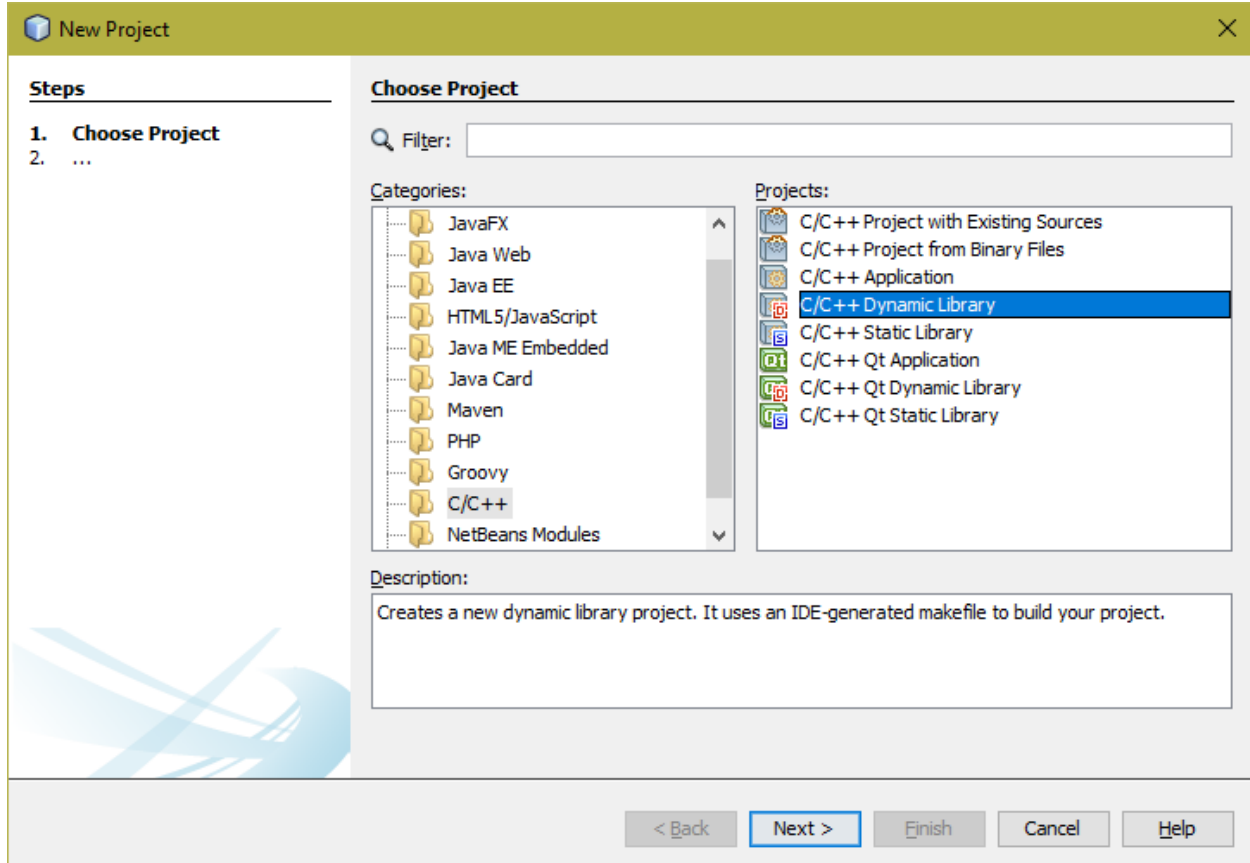 New Project
Steps
1. Choose Project
2. ...
Choose Project
Filter:
Categories:
JavaFX
Java Web
Java EE
HTML5/JavaScript
Java ME Embedded
Java Card
Maven
PHP
Groovy
C/C++
NetBeans Modules
Projects:
C/C++ Project with Existing Sources
C/C++ Project from Binary Files
C/C++ Application
C/C++ Dynamic Library
C/C++ Static Library
C/C++ Qt Application
C/C++ Qt Dynamic Library
C/C++ Qt Static Library
Description:
Creates a new dynamic library project. It uses an IDE-generated makefile to build your project.
< Back
Next >
Finish
Cancel
Help